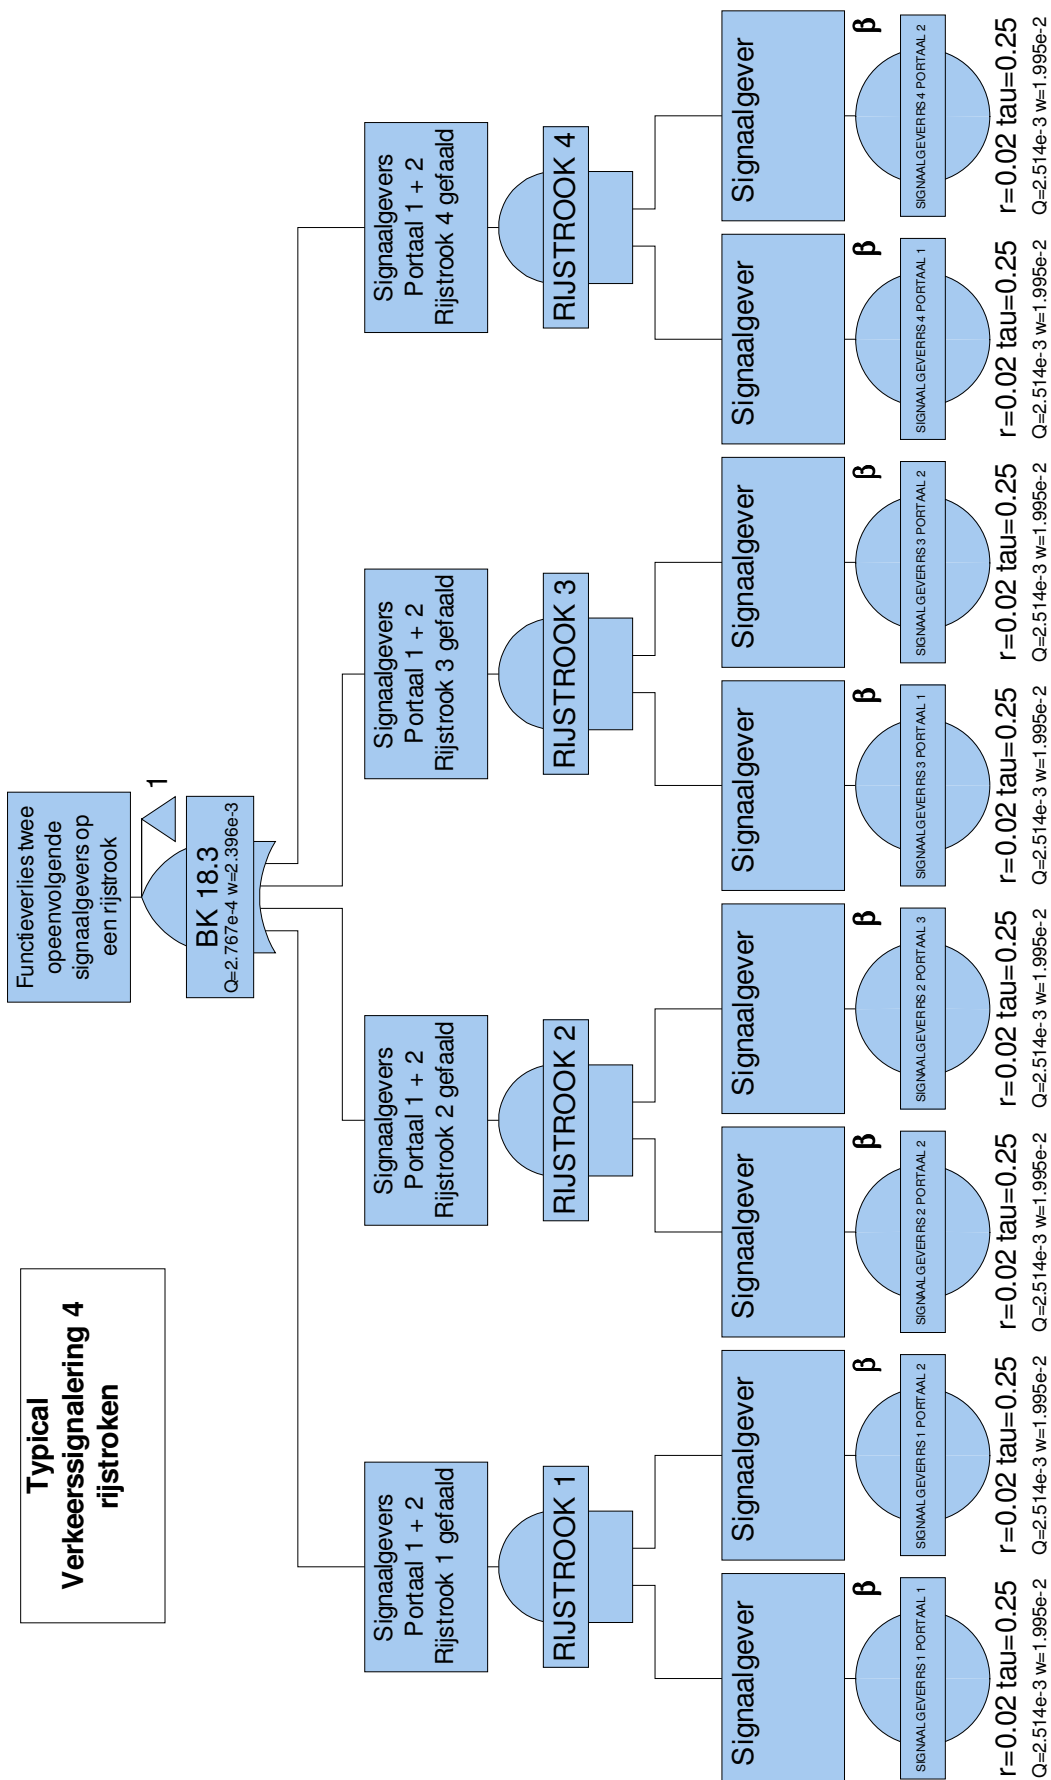 Typical
Verkeerssignalering 4
rijstroken
Functieverlies twee
opeenvolgende
signaalgevers op
een rijstrook
1
BK 18.3
Q=2.767e-4 w=2.396e-3
Signaalgevers
Portaal 1 + 2
Rijstrook 1 gefaald
Signaalgevers
Portaal 1 + 2
Rijstrook 2 gefaald
Signaalgevers
Portaal 1 + 2
Rijstrook 3 gefaald
Signaalgevers
Portaal 1 + 2
Rijstrook 4 gefaald
RIJSTROOK 1
RIJSTROOK 2
RIJSTROOK 3
RIJSTROOK 4
Signaalgever
β
SIGNAALGEVER RS 1 PORTAAL 1
r=0.02 tau=0.25
Q=2.514e-3 w=1.995e-2
Signaalgever
β
SIGNAALGEVER RS 1 PORTAAL 2
r=0.02 tau=0.25
Q=2.514e-3 w=1.995e-2
Signaalgever
β
SIGNAALGEVER RS 2 PORTAAL 2
r=0.02 tau=0.25
Q=2.514e-3 w=1.995e-2
Signaalgever
β
SIGNAALGEVER RS 2 PORTAAL 3
r=0.02 tau=0.25
Q=2.514e-3 w=1.995e-2
Signaalgever
β
SIGNAALGEVER RS 3 PORTAAL 1
r=0.02 tau=0.25
Q=2.514e-3 w=1.995e-2
Signaalgever
β
SIGNAALGEVER RS 3 PORTAAL 2
r=0.02 tau=0.25
Q=2.514e-3 w=1.995e-2
Signaalgever
β
SIGNAALGEVER RS 4 PORTAAL 1
r=0.02 tau=0.25
Q=2.514e-3 w=1.995e-2
Signaalgever
β
SIGNAALGEVER RS 4 PORTAAL 2
r=0.02 tau=0.25
Q=2.514e-3 w=1.995e-2